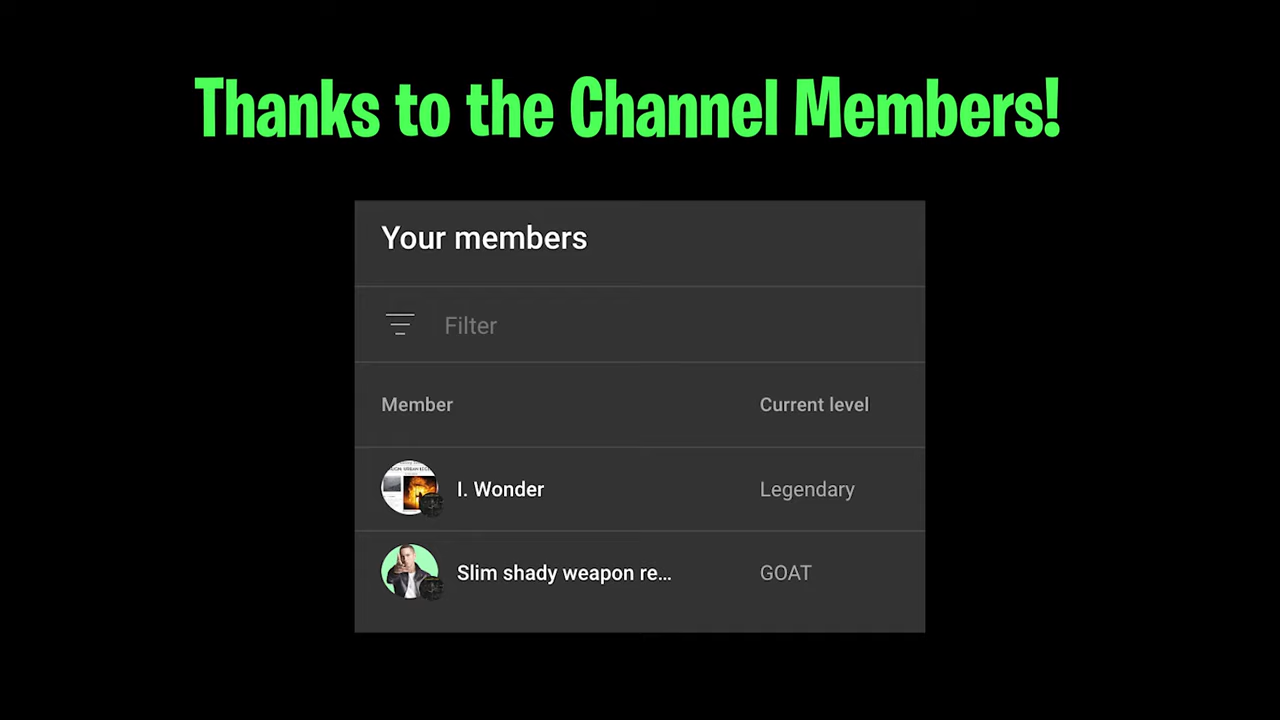 Thanks to the Channel Members!
Your members
Filter
Member Current level
I. Wonder Legendary
Slim shady weapon re... GOAT